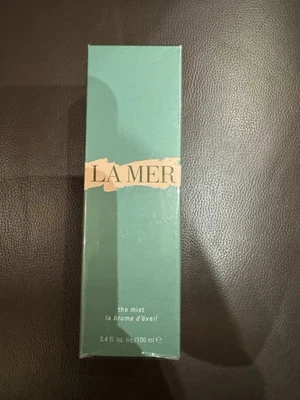 LA MER
the mist
la brume d'éveil
3.4 fl. oz. liq./100 ml ℮